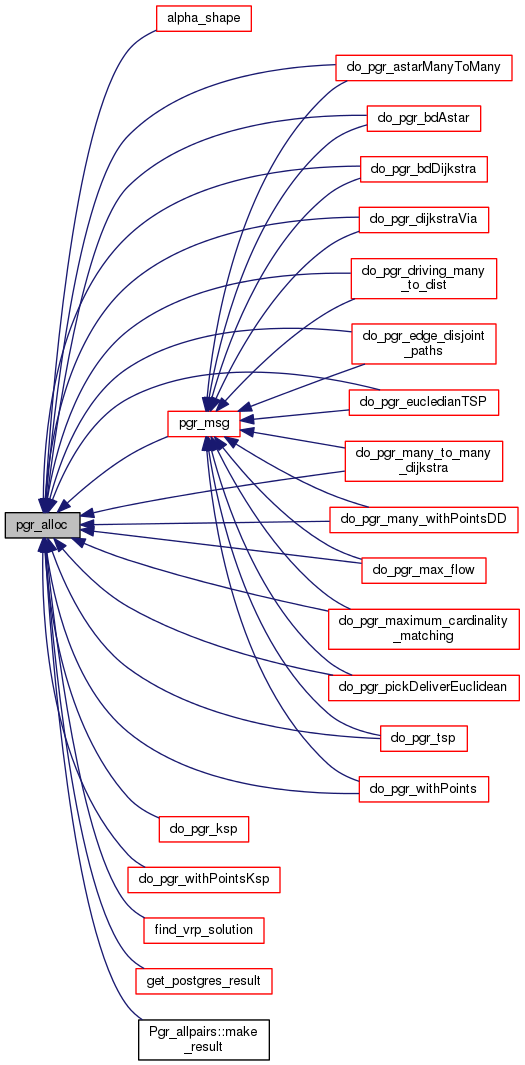 alpha_shape
do_pgr_astarManyToMany
do_pgr_bdAstar
do_pgr_bdDijkstra
do_pgr_dijkstraVia
do_pgr_driving_many
_to_dist
do_pgr_edge_disjoint
_paths
do_pgr_eucledianTSP
pgr_msg
do_pgr_many_to_many
_dijkstra
do_pgr_many_withPointsDD
pgr_alloc
do_pgr_max_flow
do_pgr_maximum_cardinality
_matching
do_pgr_pickDeliverEuclidean
do_pgr_tsp
do_pgr_withPoints
do_pgr_ksp
do_pgr_withPointsKsp
find_vrp_solution
get_postgres_result
Pgr_allpairs::make
_result